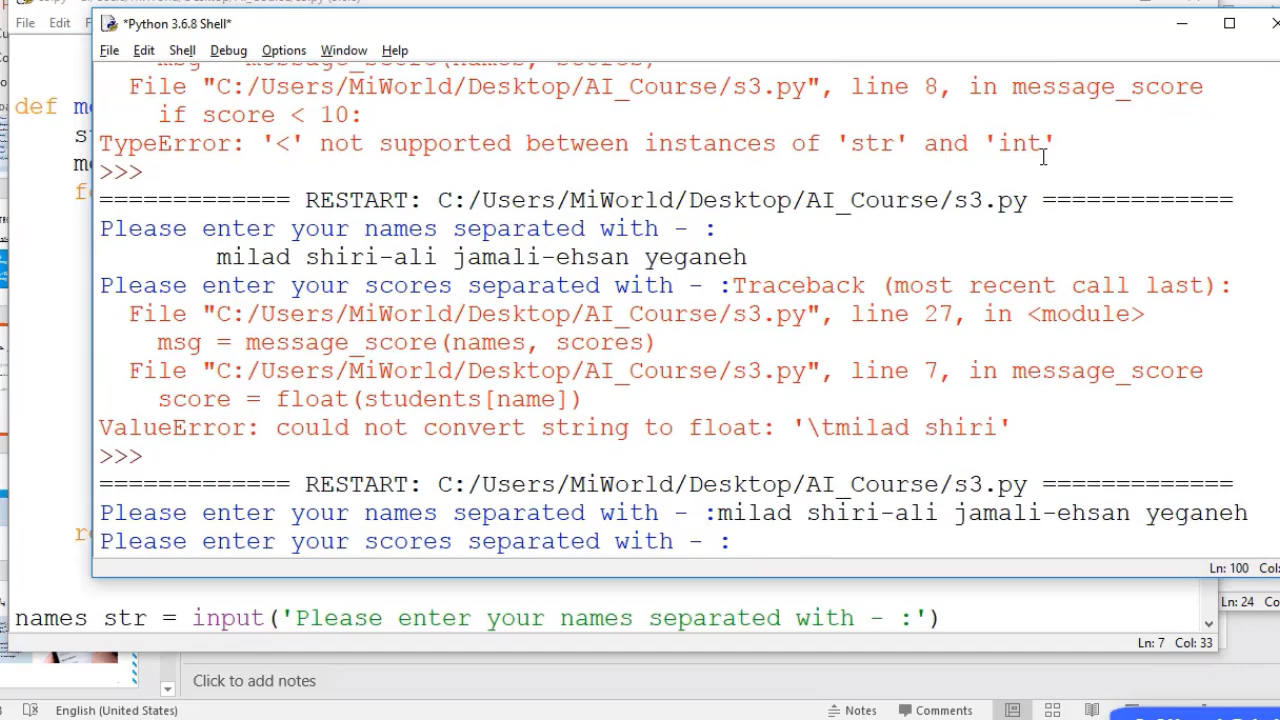 *Python 3.6.8 Shell*
File Edit
File Edit Shell Debug Options Window Help
File "C:/Users/MiWorld/Desktop/AI_Course/s3.py", line 8, in message_score
if score < 10:
TypeError: '<' not supported between instances of 'str' and 'int'
>>>
============= RESTART: C:/Users/MiWorld/Desktop/AI_Course/s3.py =============
Please enter your names separated with - :
milad shiri-ali jamali-ehsan yeganeh
Please enter your scores separated with - :Traceback (most recent call last):
File "C:/Users/MiWorld/Desktop/AI_Course/s3.py", line 27, in <module>
msg = message_score(names, scores)
File "C:/Users/MiWorld/Desktop/AI_Course/s3.py", line 7, in message_score
score = float(students[name])
ValueError: could not convert string to float: '\tmilad shiri'
>>>
============= RESTART: C:/Users/MiWorld/Desktop/AI_Course/s3.py =============
Please enter your names separated with - :milad shiri-ali jamali-ehsan yeganeh
Please enter your scores separated with - :
Ln: 100 Col:
def
Ln: 24
names str = input('Please enter your names separated with - :')
Ln: 7 Col: 33
Click to add notes
English (United States)
Notes Comments